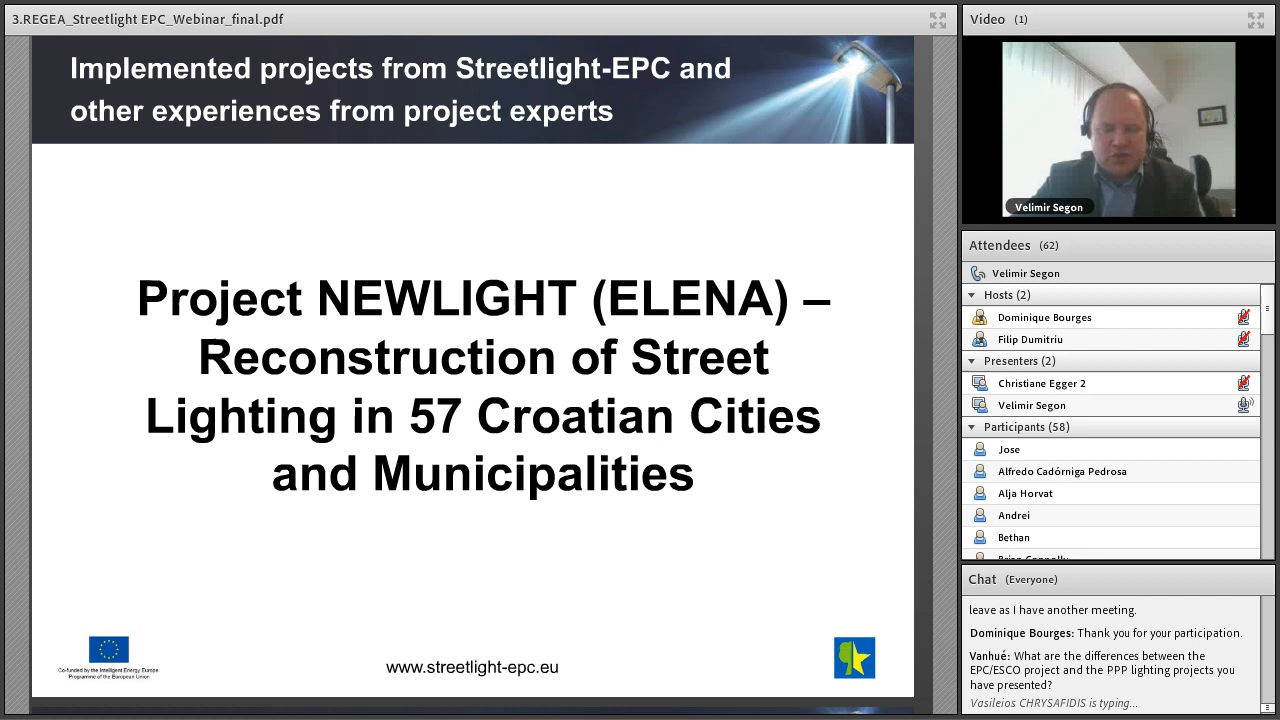 3.REGEA_Streetlight EPC_Webinar_final.pdf
Implemented projects from Streetlight-EPC and
other experiences from project experts
Project NEWLIGHT (ELENA) –
Reconstruction of Street
Lighting in 57 Croatian Cities
and Municipalities
Co-funded by the Intelligent Energy Europe
Programme of the European Union
www.streetlight-epc.eu
Video (1)
Velimir Segon
Attendees (62)
Velimir Segon
Hosts (2)
Dominique Bourges
Filip Dumitriu
Presenters (2)
Christiane Egger 2
Velimir Segon
Participants (58)
Jose
Alfredo Cadórniga Pedrosa
Alja Horvat
Andrei
Bethan
Chat (Everyone)
leave as I have another meeting.
Dominique Bourges: Thank you for your participation.
Vanhué: What are the differences between the
EPC/ESCO project and the PPP lighting projects you
have presented?
Vasileios CHRYSAFIDIS is typing...